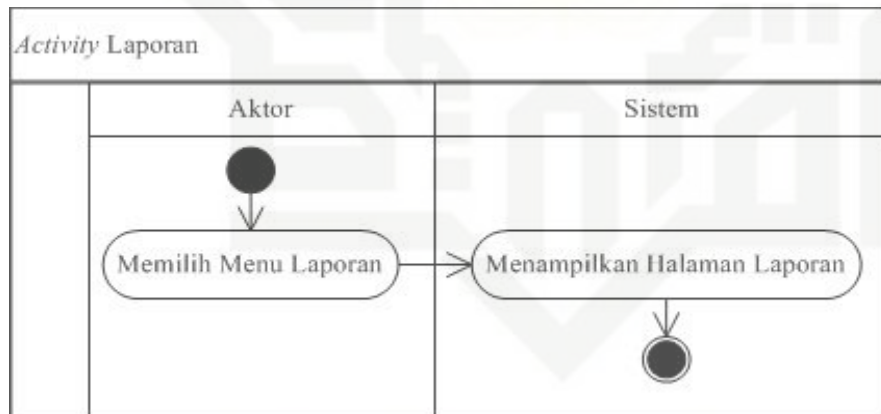 Activity Laporan
Aktor
Sistem
Memilih Menu Laporan
Menampilkan Halaman Laporan